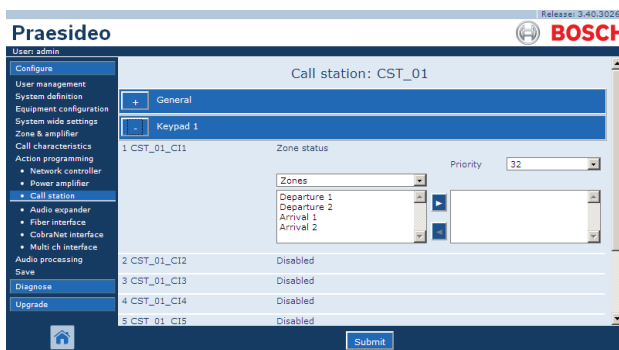 Release: 3.40.3026
Praesideo
BOSCH
User: admin
Configure
User management
System definition
Equipment configuration
System wide settings
Zone & amplifier
Call characteristics
Action programming
• Network controller
• Power amplifier
• Call station
• Audio expander
• Fiber interface
• CobraNet interface
• Multi ch interface
Audio processing
Save
Diagnose
Upgrade
Call station: CST_01
+ General
- Keypad 1
1 CST_01_CI1 Zone status
Priority 32
Zones
Departure 1
Departure 2
Arrival 1
Arrival 2
2 CST_01_CI2 Disabled
3 CST_01_CI3 Disabled
4 CST_01_CI4 Disabled
5 CST_01_CI5 Disabled
Submit